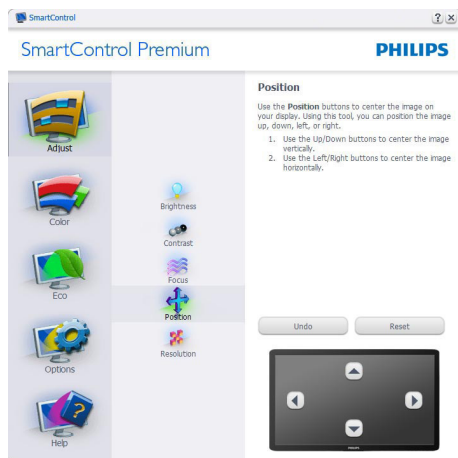 SmartControl
? x
SmartControl Premium
PHILIPS
Adjust
Color
Eco
Options
Help
Brightness
Contrast
Focus
Position
Resolution
Position
Use the Position buttons to center the image on
your display. Using this tool, you can position the image
up, down, left, or right.
1. Use the Up/Down buttons to center the image
vertically.
2. Use the Left/Right buttons to center the image
horizontally.
Undo
Reset
PHILIPS